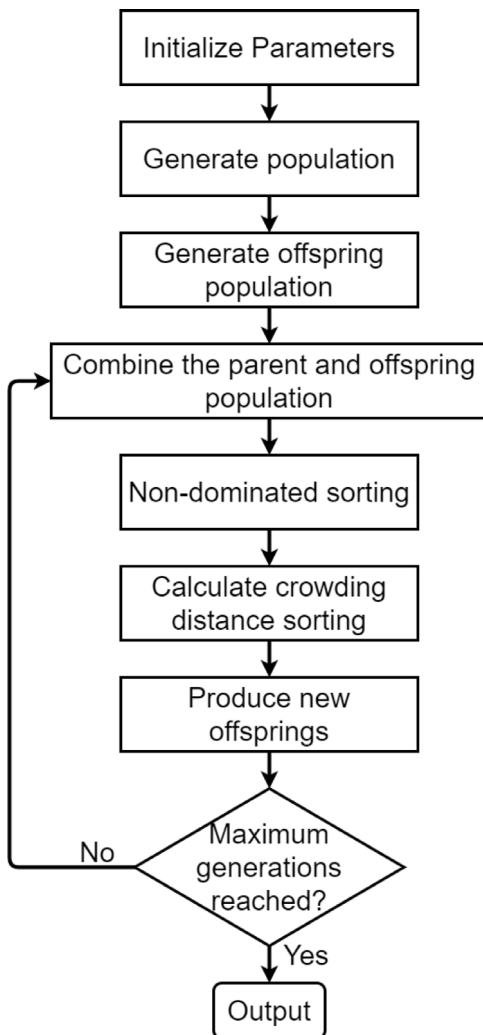 Initialize Parameters
Generate population
Generate offspring
population
Combine the parent and offspring
population
Non-dominated sorting
Calculate crowding
distance sorting
Produce new
offsprings
Maximum
generations
reached?
No
Yes
Output